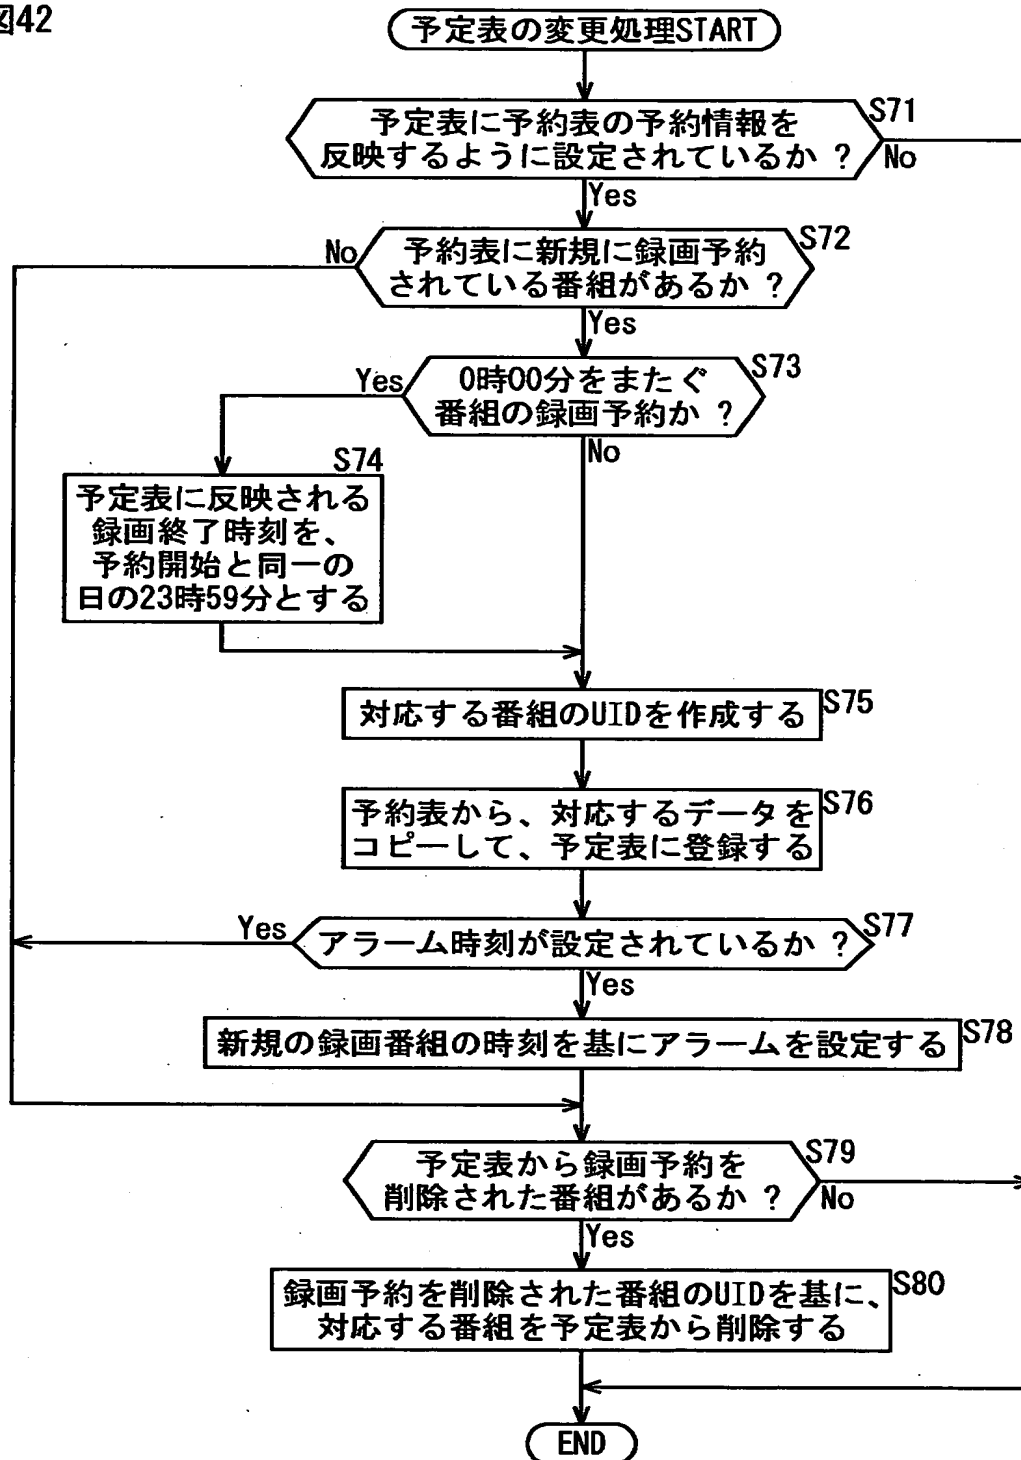 図42
予定表の変更処理START
S71
予定表に予約表の予約情報を
反映するように設定されているか ?
No
Yes
S72
No
予約表に新規に録画予約
されている番組があるか ?
Yes
S73
Yes
0時00分をまたぐ
番組の録画予約か ?
No
S74
予定表に反映される
録画終了時刻を、
予約開始と同一の
日の23時59分とする
対応する番組のUIDを作成する
S75
予約表から、対応するデータを
コピーして、予定表に登録する
S76
Yes
アラーム時刻が設定されているか ?
S77
Yes
新規の録画番組の時刻を基にアラームを設定する
S78
予定表から録画予約を
削除された番組があるか ?
S79
No
Yes
録画予約を削除された番組のUIDを基に、
対応する番組を予定表から削除する
S80
END